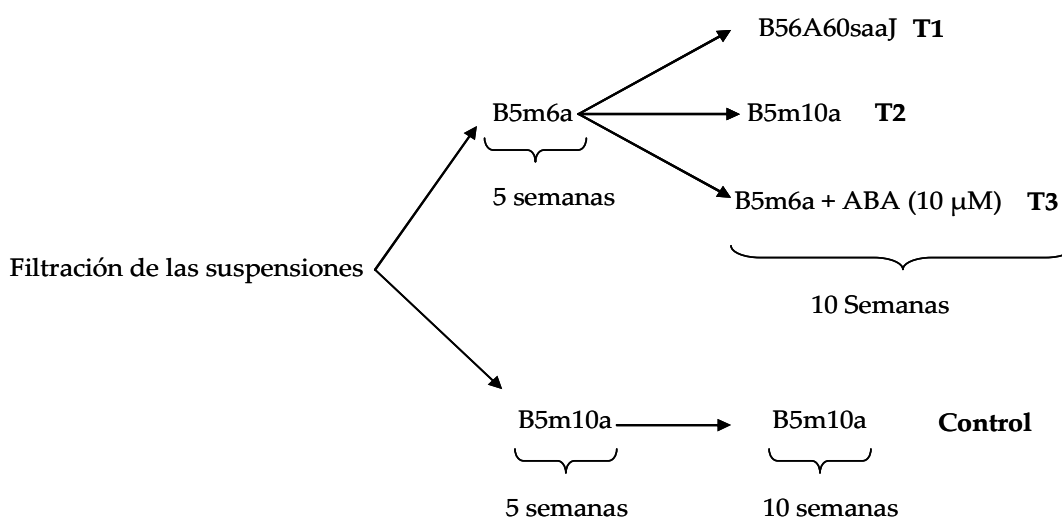 B56A60saaJ T1
B5m6a
B5m10a T2
5 semanas
B5m6a + ABA (10 µM) T3
Filtración de las suspensiones
10 Semanas
B5m10a
B5m10a
Control
5 semanas
10 semanas